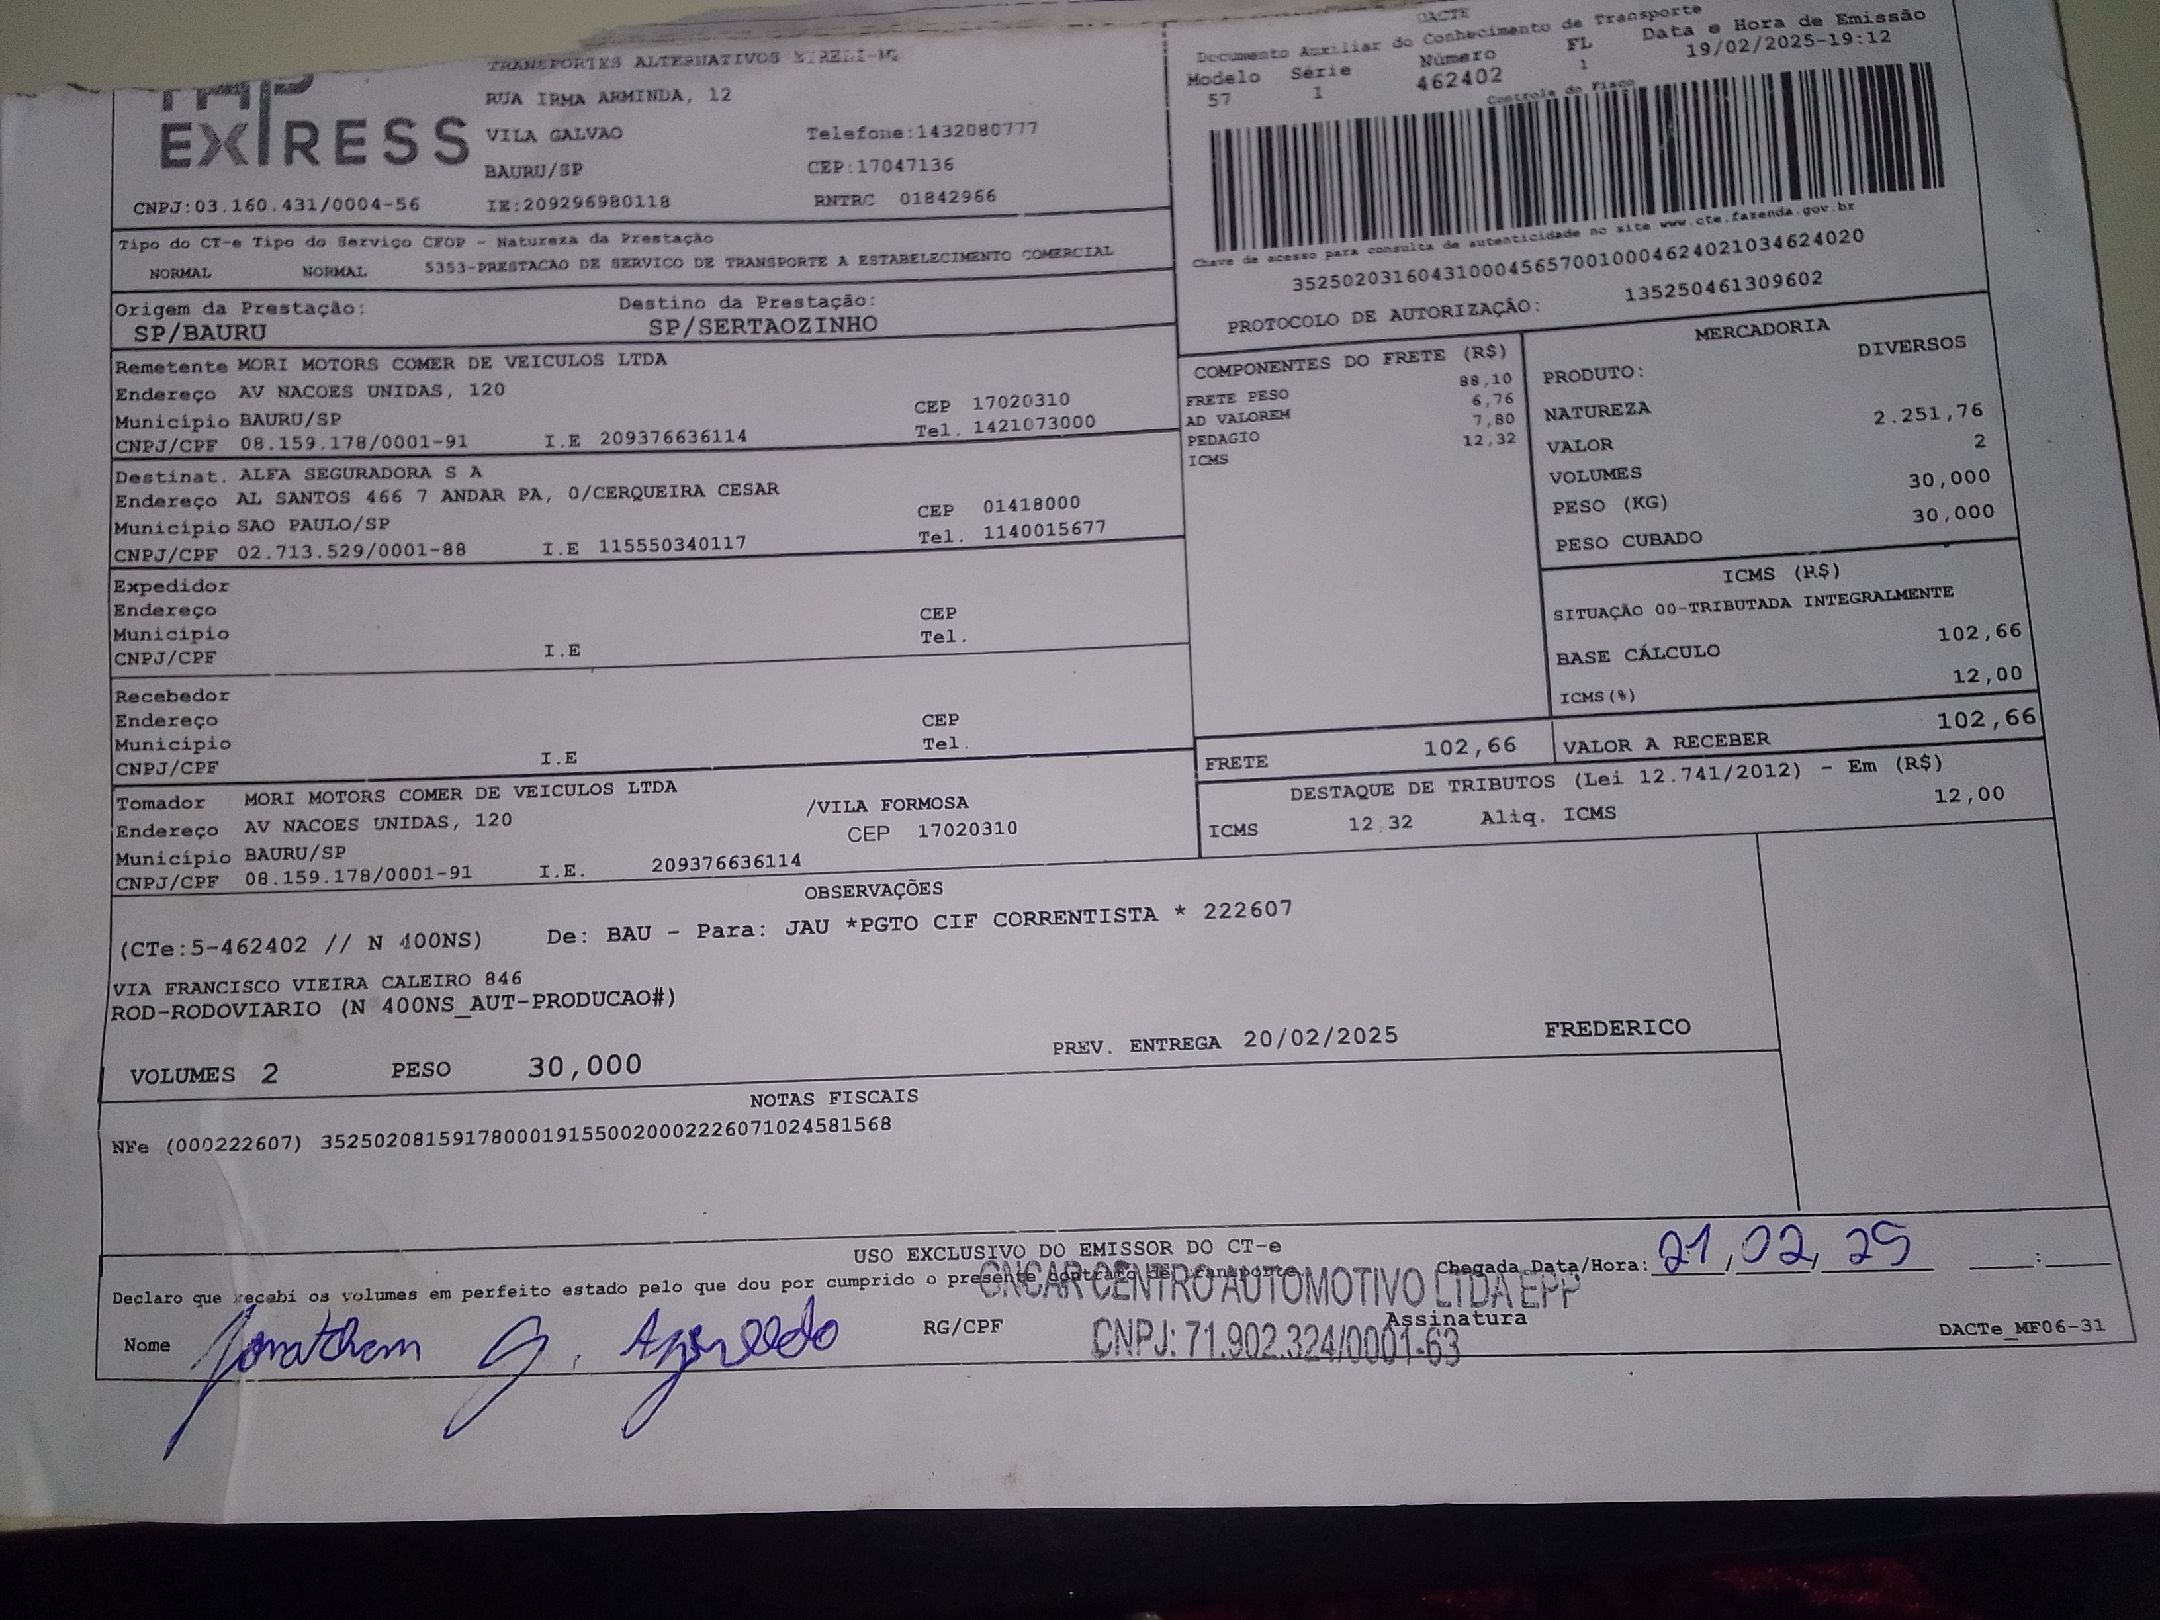 EXPRESS
CNPJ:03.160.431/0004-56
TRANSPORTES ALTERNATIVOS EIRELI-ME
RUA IRMA ARMINDA, 12
VILA GALVAO Telefone:1432080777
BAURU/SP CEP:17047136
IE:209296980118 RNTRC 01842966
DACTE
Documento Auxiliar do Conhecimento de Transporte
Modelo Série Número FL Data e Hora de Emissão
57 1 462402 1 19/02/2025-19:12
Controle do Fisco
Chave de acesso para consulta de autenticidade no site www.cte.fazenda.gov.br
35250203160431000456570010004624021034624020
PROTOCOLO DE AUTORIZAÇÃO: 135250461309602
Tipo do CT-e Tipo do Serviço CFOP - Natureza da Prestação
NORMAL NORMAL 5353-PRESTACAO DE SERVICO DE TRANSPORTE A ESTABELECIMENTO COMERCIAL
Origem da Prestação: Destino da Prestação:
SP/BAURU SP/SERTAOZINHO
Remetente MORI MOTORS COMER DE VEICULOS LTDA
Endereço AV NACOES UNIDAS, 120
Município BAURU/SP CEP 17020310
CNPJ/CPF 08.159.178/0001-91 I.E 209376636114 Tel. 1421073000
Destinat. ALFA SEGURADORA S A
Endereço AL SANTOS 466 7 ANDAR PA, 0/CERQUEIRA CESAR
Município SAO PAULO/SP CEP 01418000
CNPJ/CPF 02.713.529/0001-88 I.E 115550340117 Tel. 1140015677
Expedidor
Endereço CEP
Município Tel.
CNPJ/CPF I.E
Recebedor
Endereço CEP
Município Tel.
CNPJ/CPF I.E
Tomador MORI MOTORS COMER DE VEICULOS LTDA
Endereço AV NACOES UNIDAS, 120 /VILA FORMOSA
Município BAURU/SP CEP 17020310
CNPJ/CPF 08.159.178/0001-91 I.E. 209376636114
COMPONENTES DO FRETE (R$)
FRETE PESO 88,10
AD VALOREM 6,76
PEDAGIO 7,80
ICMS 12,32
MERCADORIA
PRODUTO: DIVERSOS
NATUREZA
VALOR 2.251,76
VOLUMES 2
PESO (KG) 30,000
PESO CUBADO 30,000
ICMS (R$)
SITUAÇÃO 00-TRIBUTADA INTEGRALMENTE
BASE CÁLCULO 102,66
ICMS(%) 12,00
FRETE 102,66 VALOR A RECEBER 102,66
DESTAQUE DE TRIBUTOS (Lei 12.741/2012) - Em (R$)
ICMS 12,32 Aliq. ICMS 12,00
OBSERVAÇÕES
(CTe:5-462402 // N 400NS) De: BAU - Para: JAU *PGTO CIF CORRENTISTA * 222607
VIA FRANCISCO VIEIRA CALEIRO 846
ROD-RODOVIARIO (N 400NS_AUT-PRODUCAO#)
VOLUMES 2 PESO 30,000 PREV. ENTREGA 20/02/2025 FREDERICO
NOTAS FISCAIS
NFe (000222607) 35250208159178000191550020002226071024581568
USO EXCLUSIVO DO EMISSOR DO CT-e
Declaro que recebi os volumes em perfeito estado pelo que dou por cumprido o presente contrato de transporte Chegada Data/Hora: 21,02,25 :
CNCAR CENTRO AUTOMOTIVO LTDA EPP
Nome Jonathan G. Azevedo RG/CPF Assinatura
CNPJ: 71.902.324/0001-63
DACTe_MF06-31